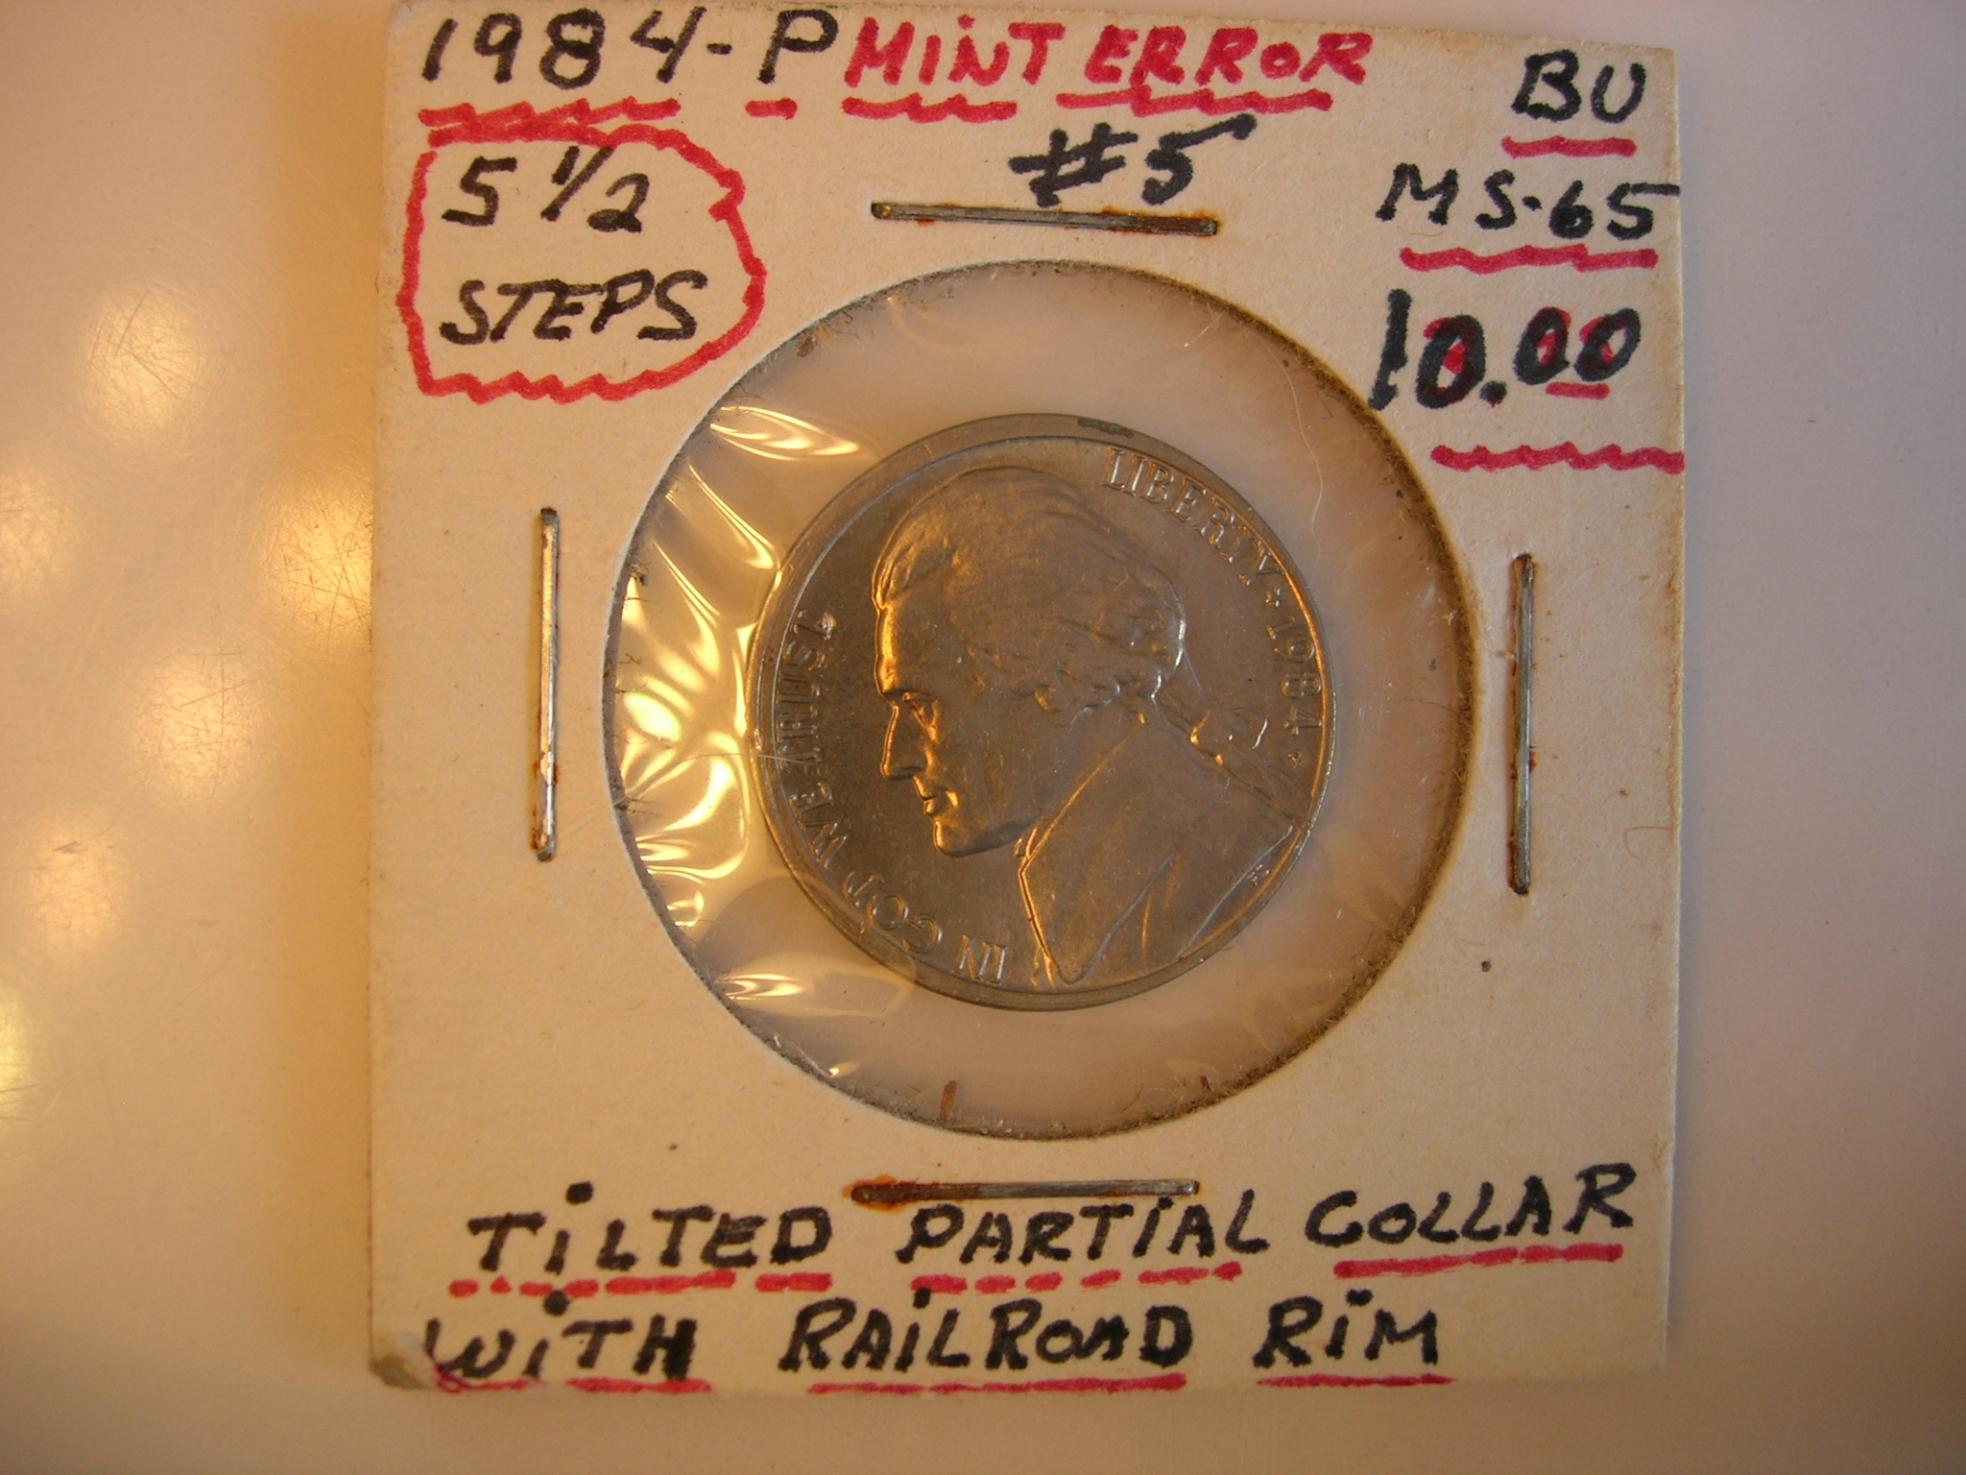 1984-P MINT ERROR
BU
#5
5 1/2
STEPS
MS-65
10.00
LIBERTY ★ 1984
IN GOD WE TRUST
TILTED PARTIAL COLLAR
WITH RAILROAD RIM